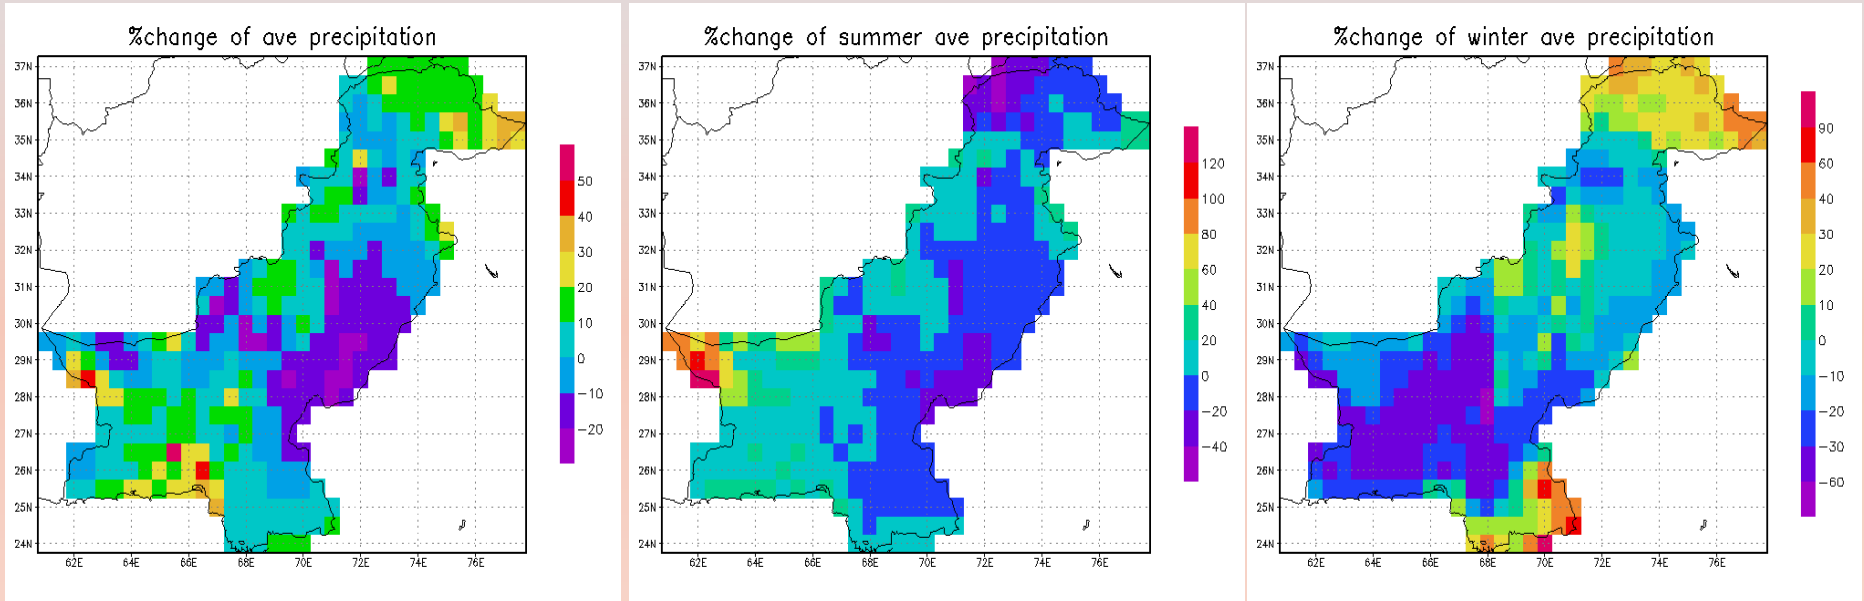 %change of ave precipitation
37N
36N
35N
34N
33N
32N
31N
30N
29N
28N
27N
26N
25N
24N
62E 64E 66E 68E 70E 72E 74E 76E
50
40
30
20
10
0
−10
−20
%change of summer ave precipitation
37N
36N
35N
34N
33N
32N
31N
30N
29N
28N
27N
26N
25N
24N
62E 64E 66E 68E 70E 72E 74E 76E
120
100
80
60
40
20
0
−20
−40
%change of winter ave precipitation
37N
36N
35N
34N
33N
32N
31N
30N
29N
28N
27N
26N
25N
24N
62E 64E 66E 68E 70E 72E 74E 76E
90
60
40
30
20
10
0
−10
−20
−30
−60